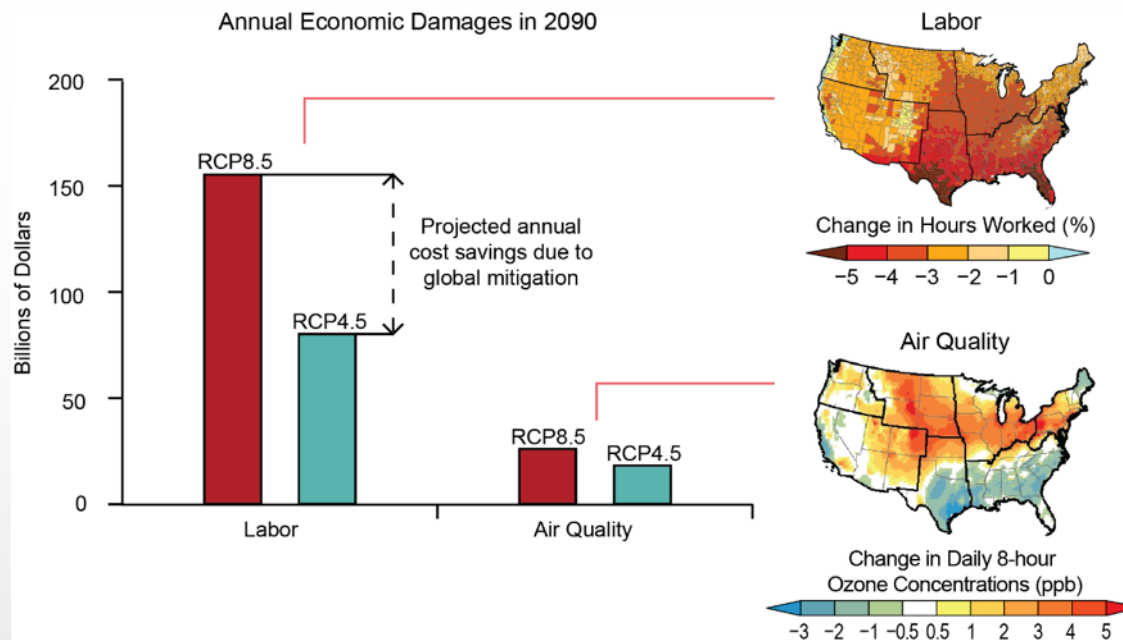 Annual Economic Damages in 2090
Billions of Dollars
200
150
100
50
0
RCP8.5
RCP4.5
Projected annual
cost savings due to
global mitigation
RCP8.5
RCP4.5
Labor
Air Quality
Labor
Change in Hours Worked (%)
−5 −4 −3 −2 −1 0
Air Quality
Change in Daily 8-hour
Ozone Concentrations (ppb)
−3 −2 −1 −0.5 0.5 1 2 3 4 5